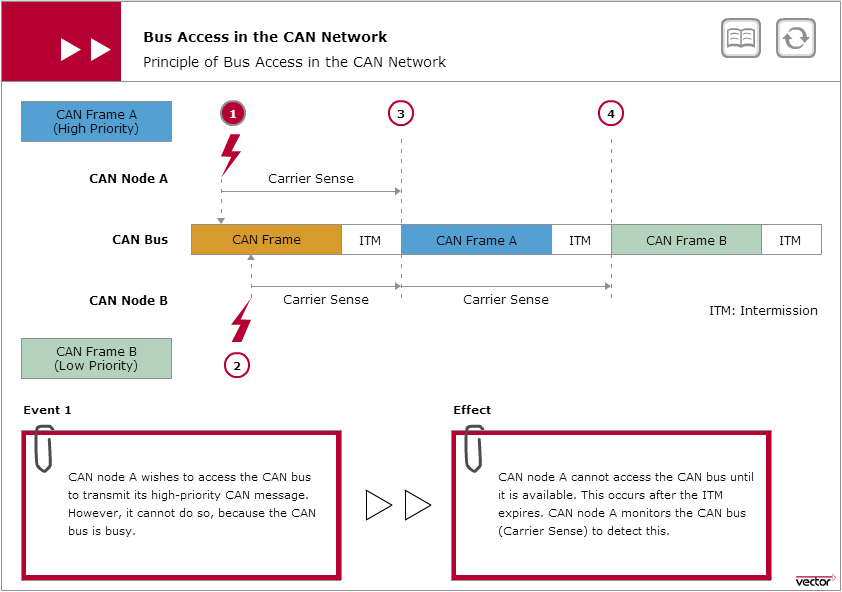 Bus Access in the CAN Network
Principle of Bus Access in the CAN Network
CAN Frame A
(High Priority)
1
3
4
CAN Node A
Carrier Sense
CAN Bus
CAN Frame
ITM
CAN Frame A
ITM
CAN Frame B
ITM
CAN Node B
Carrier Sense
Carrier Sense
ITM: Intermission
CAN Frame B
(Low Priority)
2
Event 1
CAN node A wishes to access the CAN bus
to transmit its high-priority CAN message.
However, it cannot do so, because the CAN
bus is busy.
Effect
CAN node A cannot access the CAN bus until
it is available. This occurs after the ITM
expires. CAN node A monitors the CAN bus
(Carrier Sense) to detect this.
vector